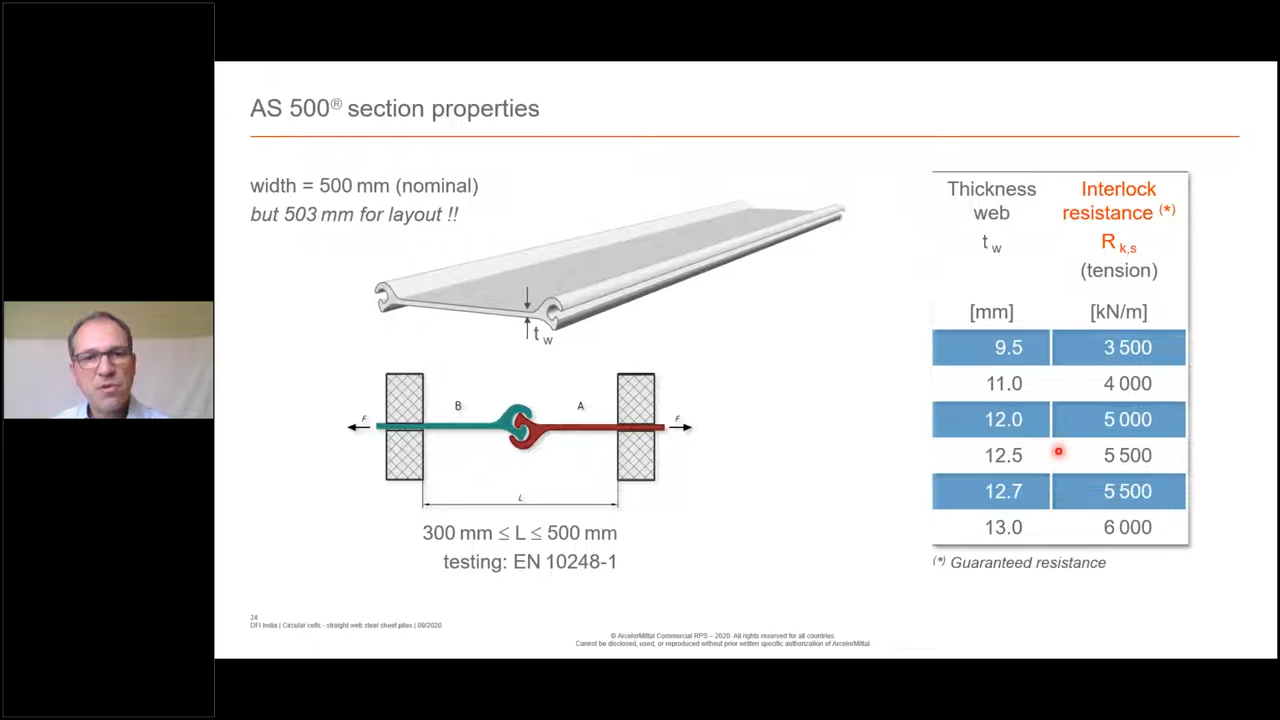 AS 500® section properties
width = 500 mm (nominal)
but 503 mm for layout !!
t w
B
A
F
F
L
300 mm ≤ L ≤ 500 mm
testing: EN 10248-1
Thickness web
Interlock resistance (*)
t w
R k,s
(tension)
[mm]
[kN/m]
9.5 3 500
11.0 4 000
12.0 5 000
12.5 5 500
12.7 5 500
13.0 6 000
(*) Guaranteed resistance
24
DFI India | Circular cells - straight web steel sheet piles | 09/2020
© ArcelorMittal Commercial RPS – 2020. All rights reserved for all countries.
Cannot be disclosed, used, or reproduced without prior written specific authorization of ArcelorMittal